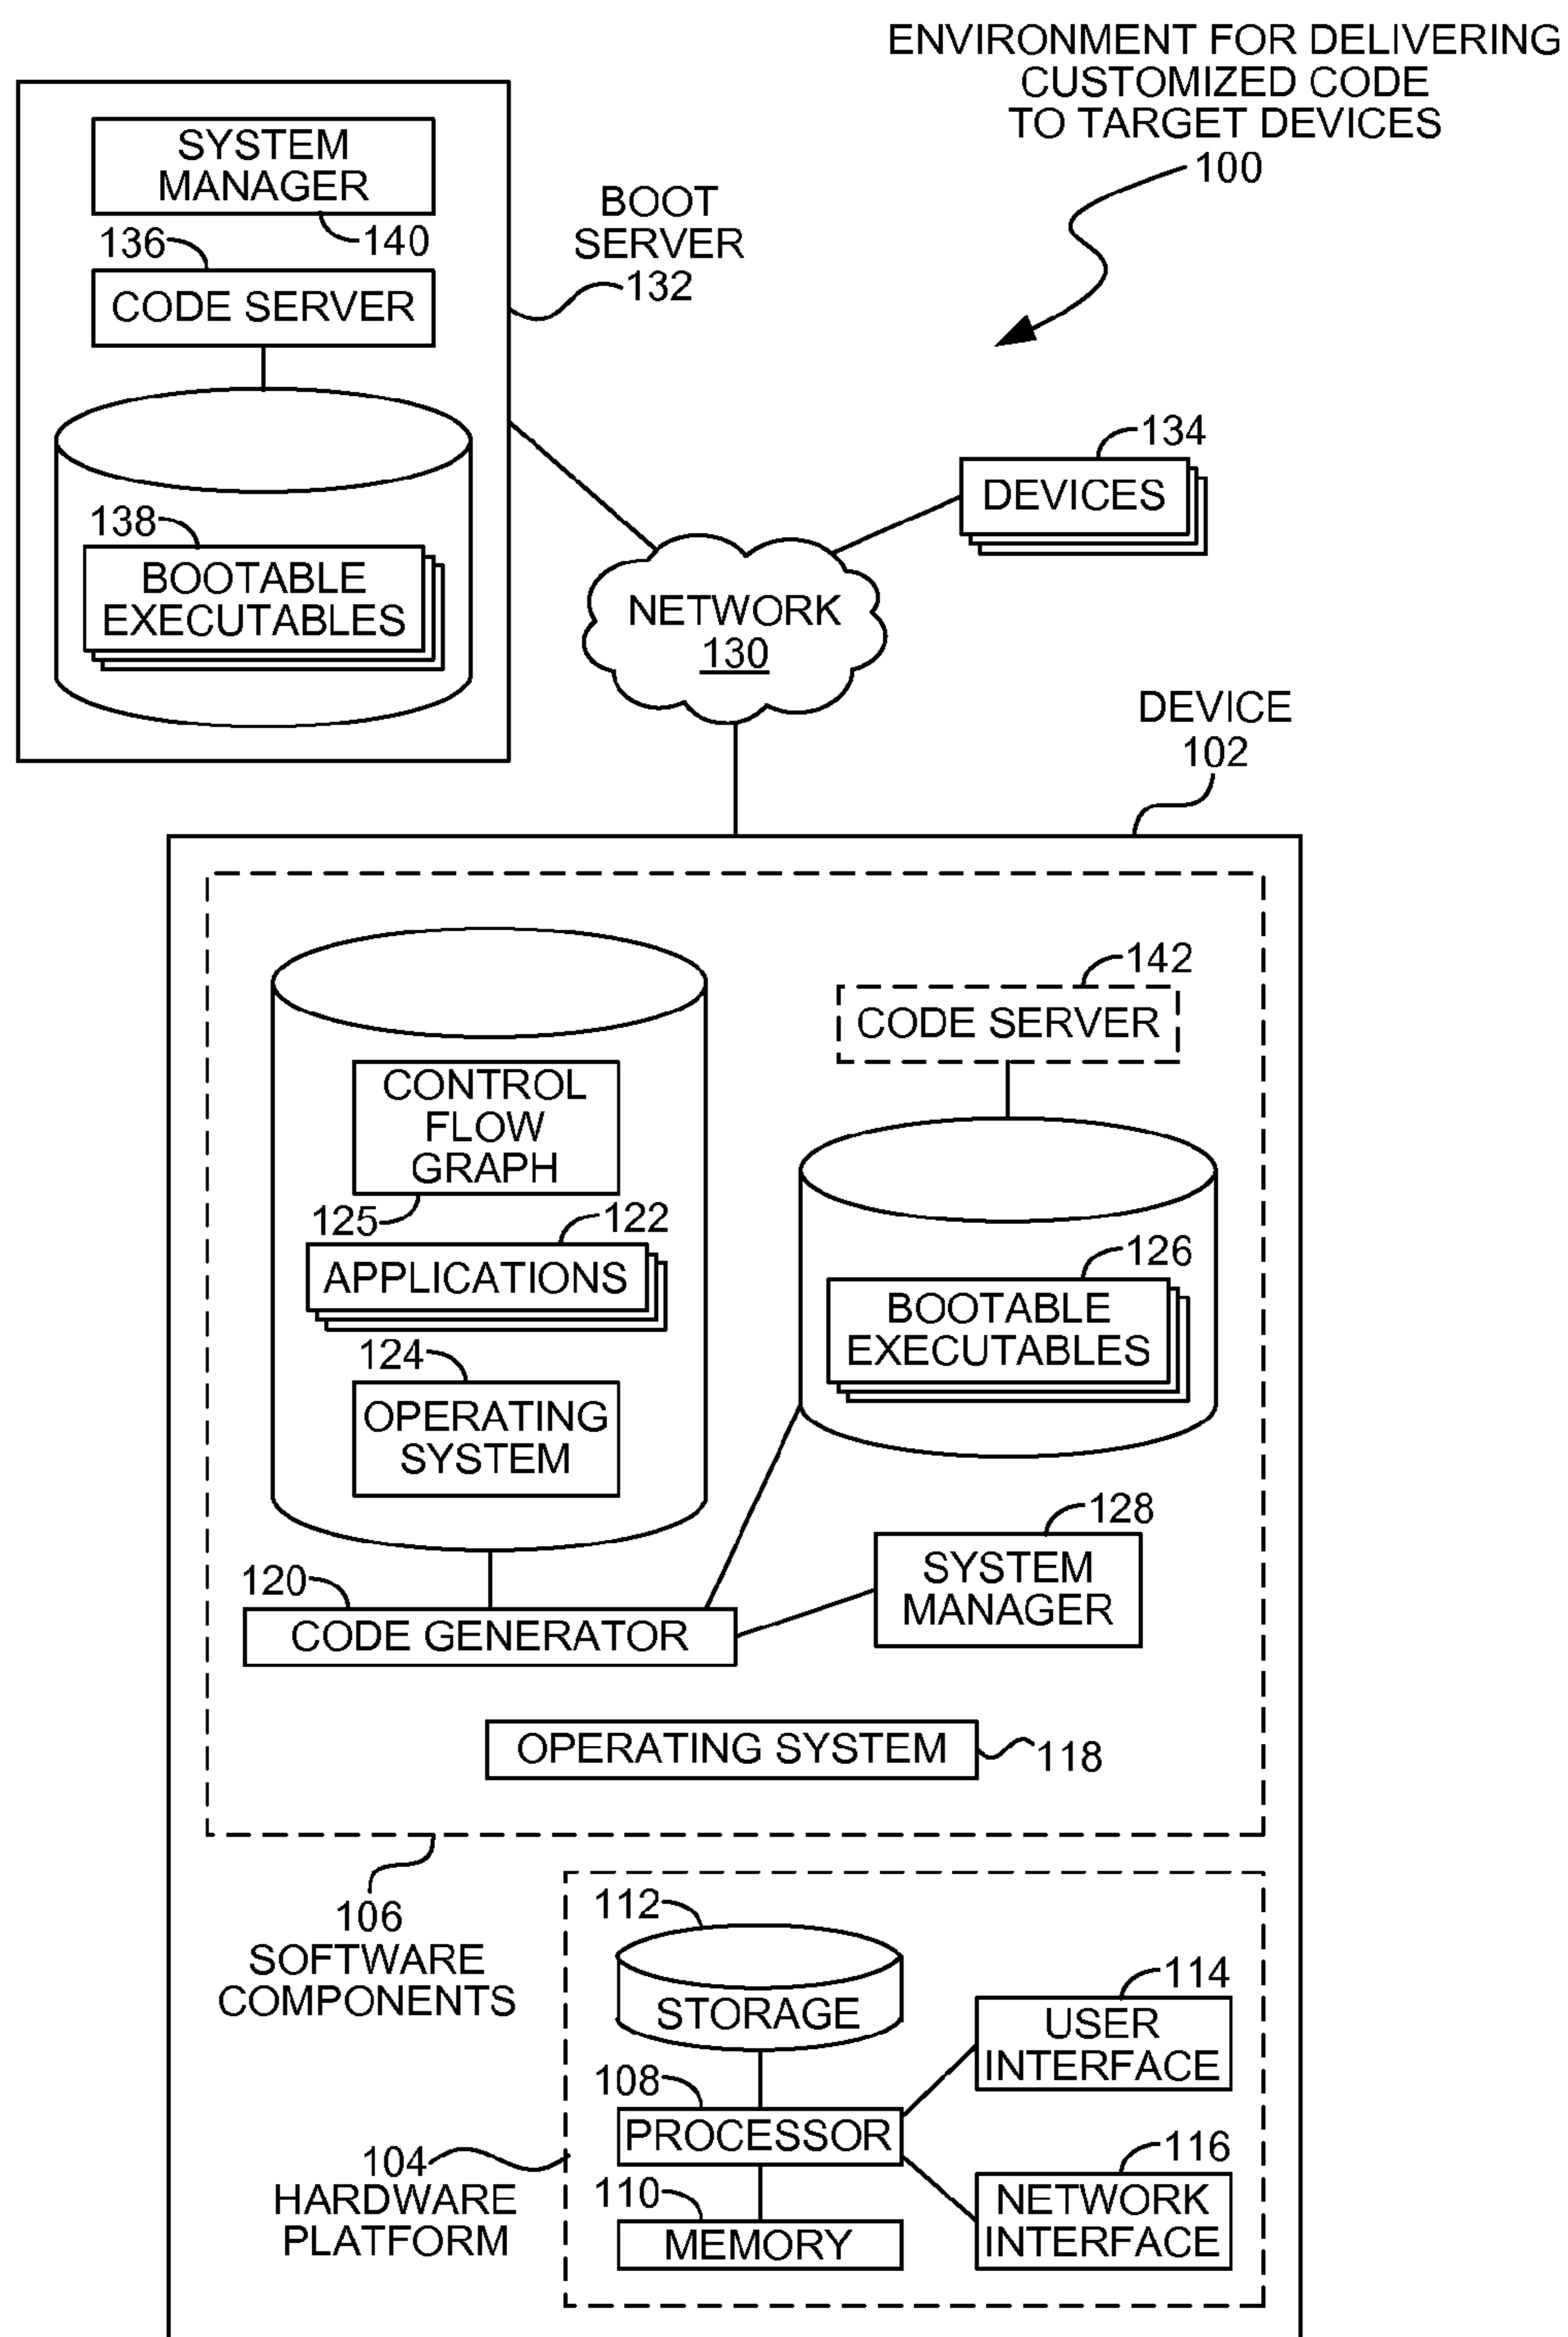 ENVIRONMENT FOR DELIVERING
CUSTOMIZED CODE
TO TARGET DEVICES
100
SYSTEM
MANAGER
140
BOOT
SERVER
132
136
CODE SERVER
134
DEVICES
138
BOOTABLE
EXECUTABLES
NETWORK
130
DEVICE
102
142
CODE SERVER
CONTROL
FLOW
GRAPH
125
122
APPLICATIONS
126
BOOTABLE
EXECUTABLES
124
OPERATING
SYSTEM
128
SYSTEM
MANAGER
120
CODE GENERATOR
OPERATING SYSTEM
118
106
SOFTWARE
COMPONENTS
112
STORAGE
114
USER
INTERFACE
108
PROCESSOR
104
HARDWARE
PLATFORM
116
NETWORK
INTERFACE
110
MEMORY